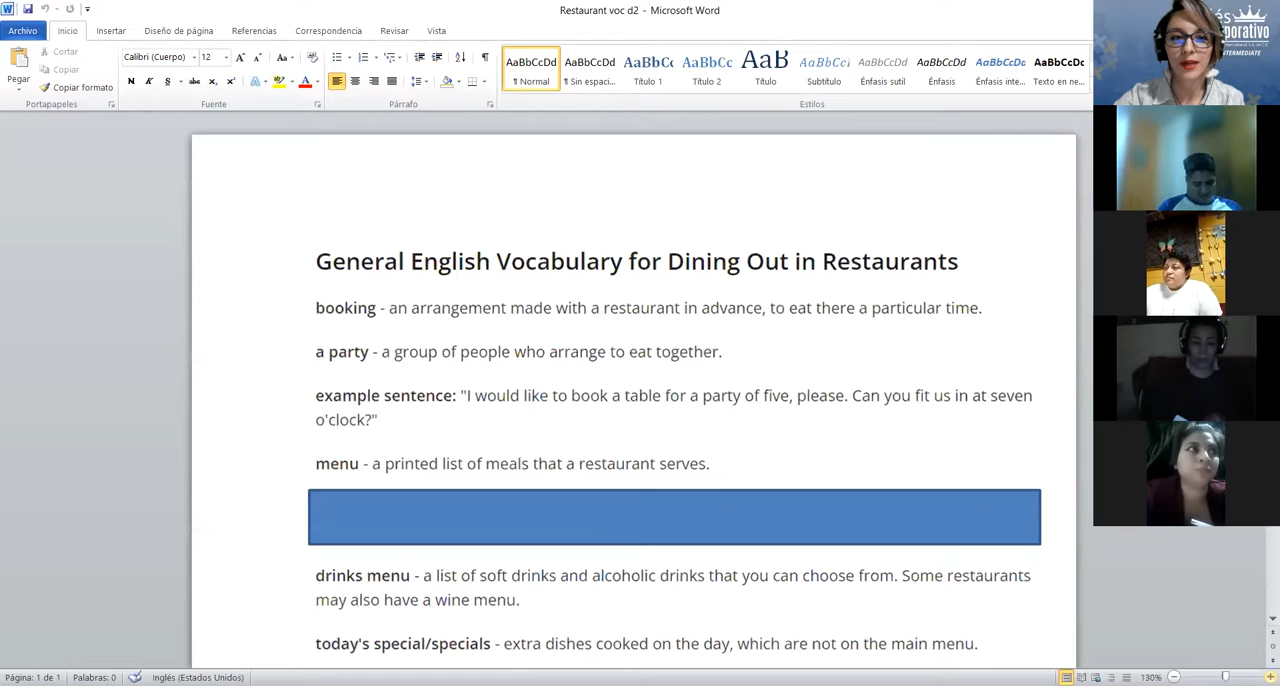 Restaurant voc d2 - Microsoft Word
Archivo Inicio Insertar Diseño de página Referencias Correspondencia Revisar Vista
Pegar
Cortar
Copiar
Copiar formato
Portapapeles
Calibri (Cuerpo) 12
Fuente
Párrafo
AaBbCcDd AaBbCcDd AaBbCc AaBbCc AaB AaBbCcI AaBbCcDd AaBbCcDd AaBbCcDc AaBbCcDc
¶ Normal ¶ Sin espaci... Título 1 Título 2 Título Subtítulo Énfasis sutil Énfasis Énfasis inte... Texto en ne...
Estilos
General English Vocabulary for Dining Out in Restaurants
booking - an arrangement made with a restaurant in advance, to eat there a particular time.
a party - a group of people who arrange to eat together.
example sentence: "I would like to book a table for a party of five, please. Can you fit us in at seven
o'clock?"
menu - a printed list of meals that a restaurant serves.
drinks menu - a list of soft drinks and alcoholic drinks that you can choose from. Some restaurants
may also have a wine menu.
today's special/specials - extra dishes cooked on the day, which are not on the main menu.
Página: 1 de 1 Palabras: 0 Inglés (Estados Unidos) 130%